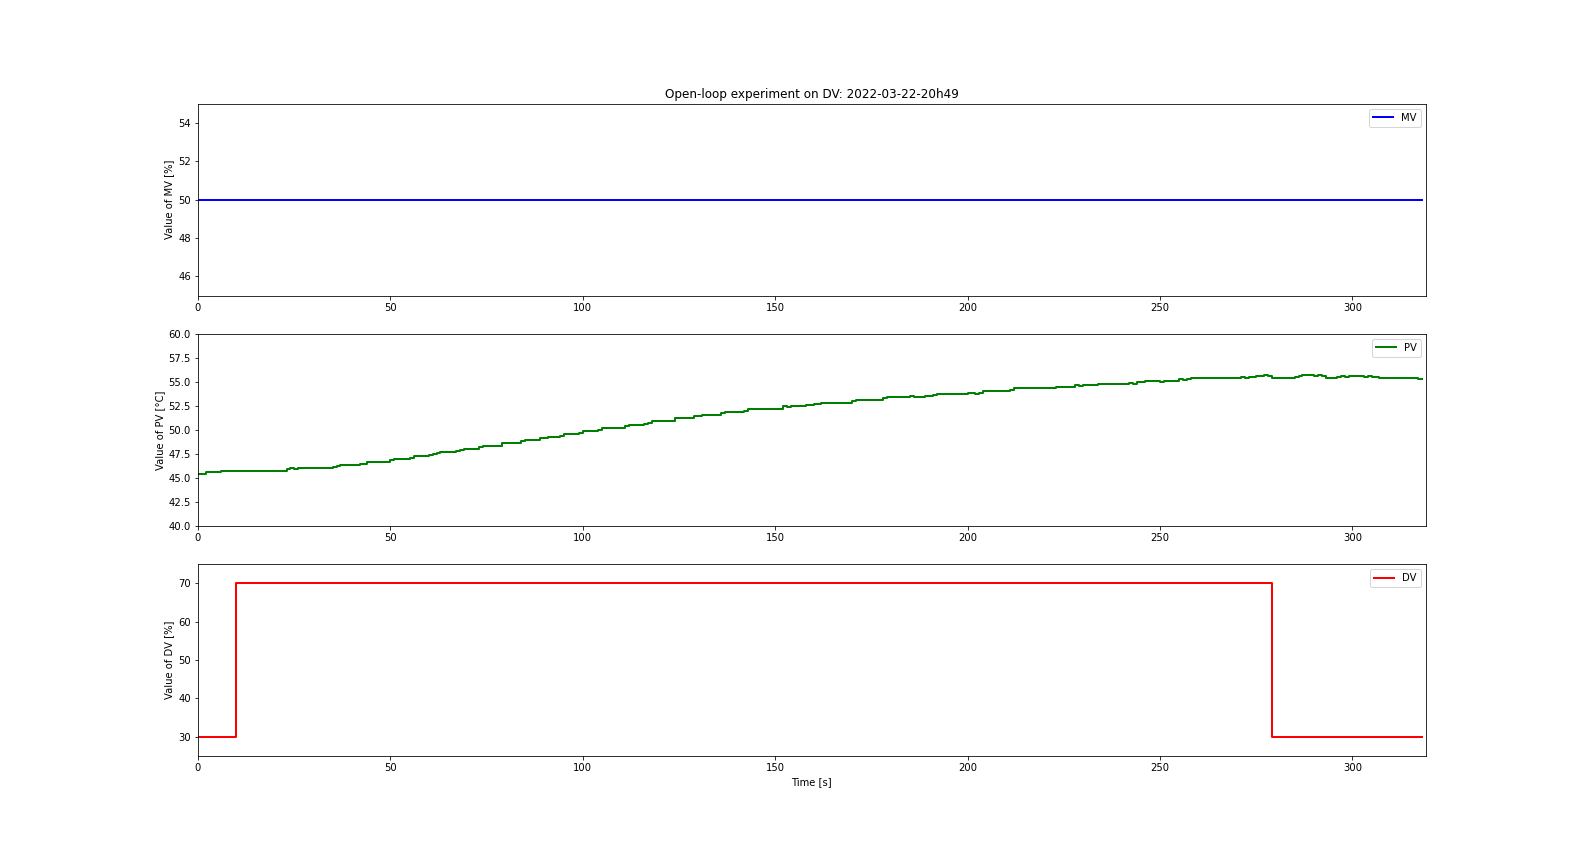 Open-loop experiment on DV: 2022-03-22-20h49
MV
Value of MV [%]
54
52
50
48
46
0 50 100 150 200 250 300
PV
Value of PV [°C]
60.0
57.5
55.0
52.5
50.0
47.5
45.0
42.5
40.0
0 50 100 150 200 250 300
DV
Value of DV [%]
70
60
50
40
30
0 50 100 150 200 250 300
Time [s]